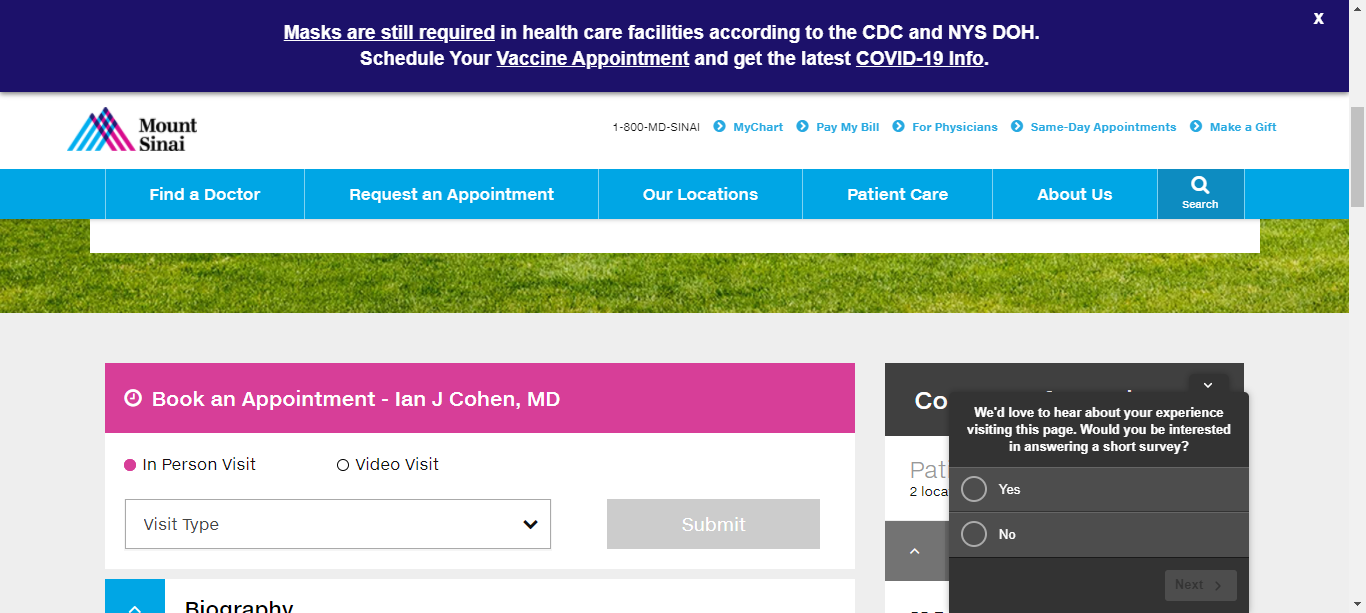 Masks are still required in health care facilities according to the CDC and NYS DOH.
Schedule Your Vaccine Appointment and get the latest COVID-19 Info.
X
Mount
Sinai
1-800-MD-SINAI MyChart Pay My Bill For Physicians Same-Day Appointments Make a Gift
Find a Doctor Request an Appointment Our Locations Patient Care About Us Search
Book an Appointment - Ian J Cohen, MD
In Person Visit Video Visit
Visit Type Submit
Biography
Co
Pat
2 loca
We'd love to hear about your experience
visiting this page. Would you be interested
in answering a short survey?
Yes
No
Next